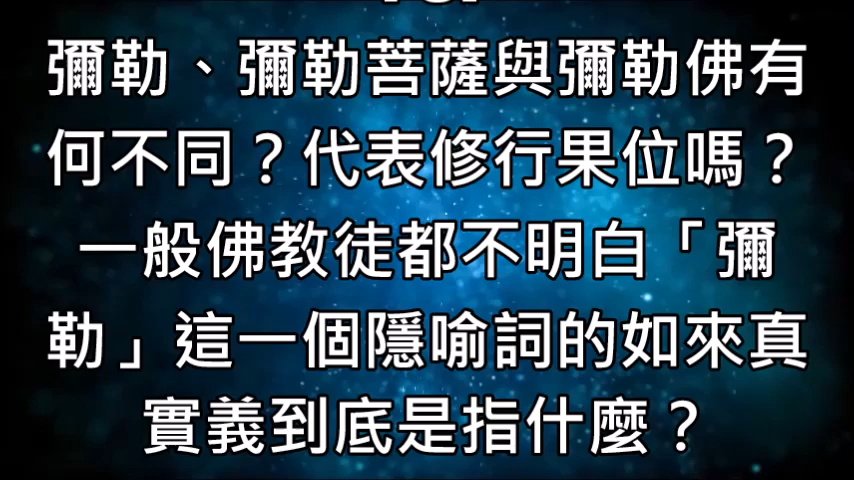 彌勒、彌勒菩薩與彌勒佛有
何不同？代表修行果位嗎？
一般佛教徒都不明白「彌
勒」這一個隱喻詞的如來真
實義到底是指什麼？